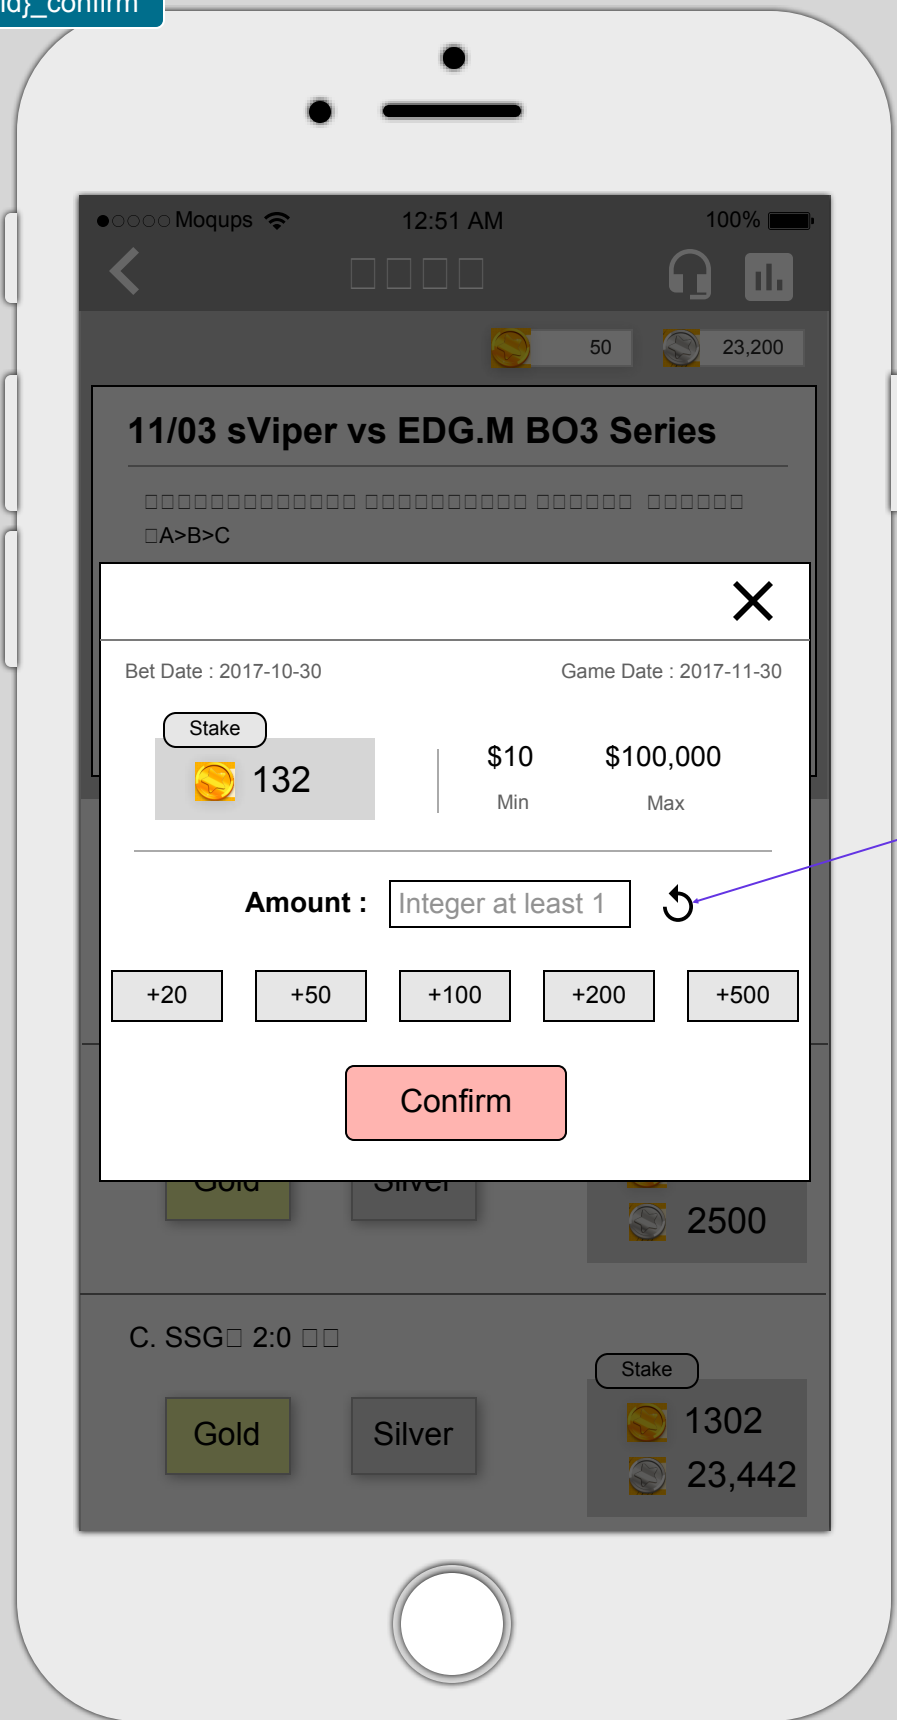 d}_confirm
Moqups 12:51 AM 100%
50 23,200
11/03 sViper vs EDG.M BO3 Series
A>B>C
Bet Date : 2017-10-30 Game Date : 2017-11-30
Stake
132
$10 $100,000
Min Max
Amount : Integer at least 1
+20 +50 +100 +200 +500
Confirm
Gold Silver
2500
C. SSG 2:0
Stake
Gold Silver 1302
23,442